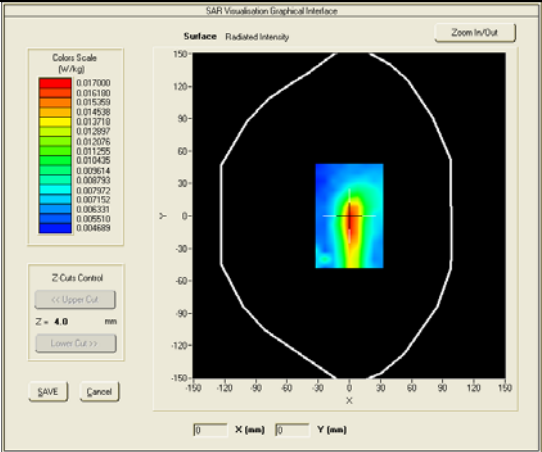 SAR Visualisation Graphical Interface
Surface Radiated Intensity
Zoom In/Out
Colors Scale
(W/kg)
0.017000
0.016180
0.015359
0.014538
0.013718
0.012897
0.012076
0.011255
0.010435
0.009614
0.008793
0.007972
0.007152
0.006331
0.005510
0.004689
Z-Cuts Control
<< Upper Cut
Z = 4.0 mm
Lower Cut >>
SAVE Cancel
150-
120-
90-
60-
30-
0-
-30-
-60-
-90-
-120-
-150-
Y
-150 -120 -90 -60 -30 0 30 60 90 120 150
X
0 X (mm) 0 Y (mm)